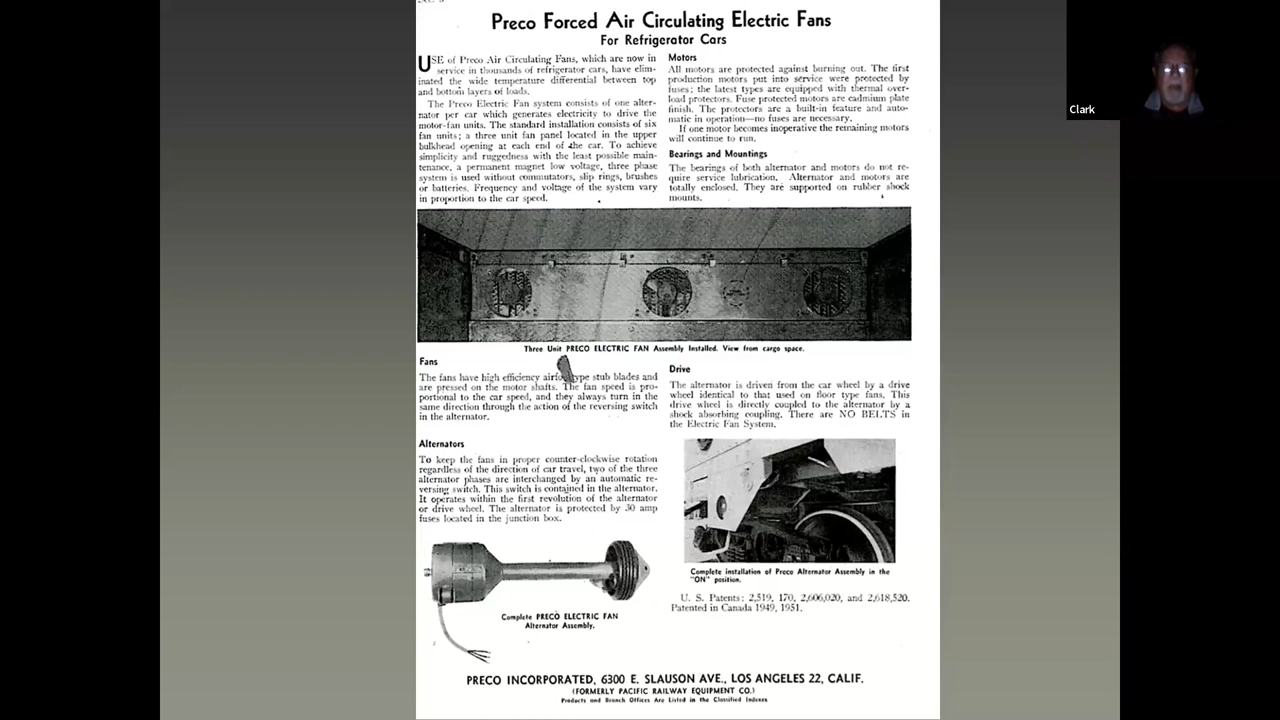 Preco Forced Air Circulating Electric Fans
For Refrigerator Cars
USE of Preco Air Circulating Fans, which are now in
service in thousands of refrigerator cars, have elim-
inated the wide temperature differential between top
and bottom layers of loads.
The Preco Electric Fan system consists of one alter-
nator per car which generates electricity to drive the
motor-fan units. The standard installation consists of six
fan units; a three unit fan panel located in the upper
bulkhead opening at each end of the car. To achieve
simplicity and ruggedness with the least possible main-
tenance, a permanent magnet low voltage, three phase
system is used without commutators, slip rings, brushes
or batteries. Frequency and voltage of the system vary
in proportion to the car speed.
Motors
All motors are protected against burning out. The first
production motors put into service were protected by
fuses; the latest types are equipped with thermal over-
load protectors. Fuse protected motors are cadmium plate
finish. The protectors are a built-in feature and auto-
matic in operation—no fuses are necessary.
If one motor becomes inoperative the remaining motors
will continue to run.
Bearings and Mountings
The bearings of both alternator and motors do not re-
quire service lubrication. Alternator and motors are
totally enclosed. They are supported on rubber shock
mounts.
Three Unit PRECO ELECTRIC FAN Assembly Installed. View from cargo space.
Fans
The fans have high efficiency type stub blades and
are pressed on the motor shafts. The fan speed is pro-
portional to the car speed, and they always turn in the
same direction through the action of the reversing switch
in the alternator.
Alternators
To keep the fans in proper counter-clockwise rotation
regardless of the direction of car travel, two of the three
alternator phases are interchanged by an automatic re-
versing switch. This switch is contained in the alternator.
It operates within the first revolution of the alternator
or drive wheel. The alternator is protected by 30 amp
fuses located in the junction box.
Complete PRECO ELECTRIC FAN
Alternator Assembly.
Drive
The alternator is driven from the car wheel by a drive
wheel identical to that used on floor type fans. This
drive wheel is directly coupled to the alternator by a
shock absorbing coupling. There are NO BELTS in
the Electric Fan System.
Complete installation of Preco Alternator Assembly in the
"ON" position.
U. S. Patents: 2,519, 170, 2,606,020, and 2,618,520.
Patented in Canada 1949, 1951.
PRECO INCORPORATED, 6300 E. SLAUSON AVE., LOS ANGELES 22, CALIF.
(FORMERLY PACIFIC RAILWAY EQUIPMENT CO.)
Products and Branch Offices Are Listed in the Classified Indexes
Clark